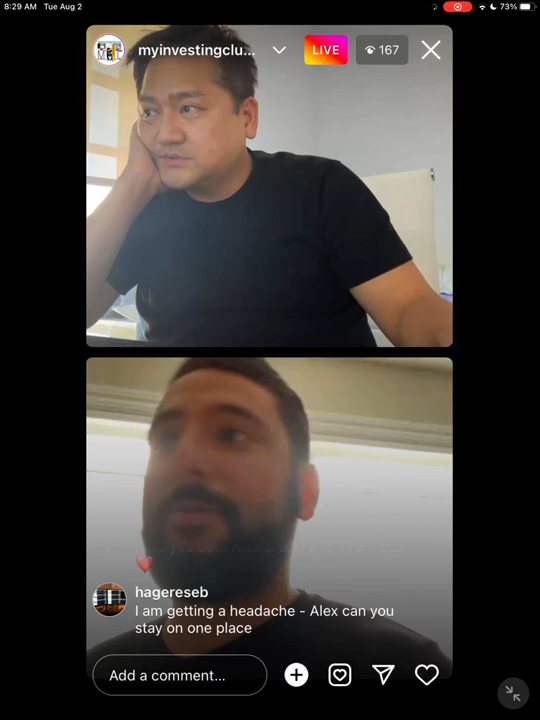 8:29 AM Tue Aug 2
73%
myinvestingclu...
LIVE
167
hagereseb
I am getting a headache - Alex can you
stay on one place
Add a comment...